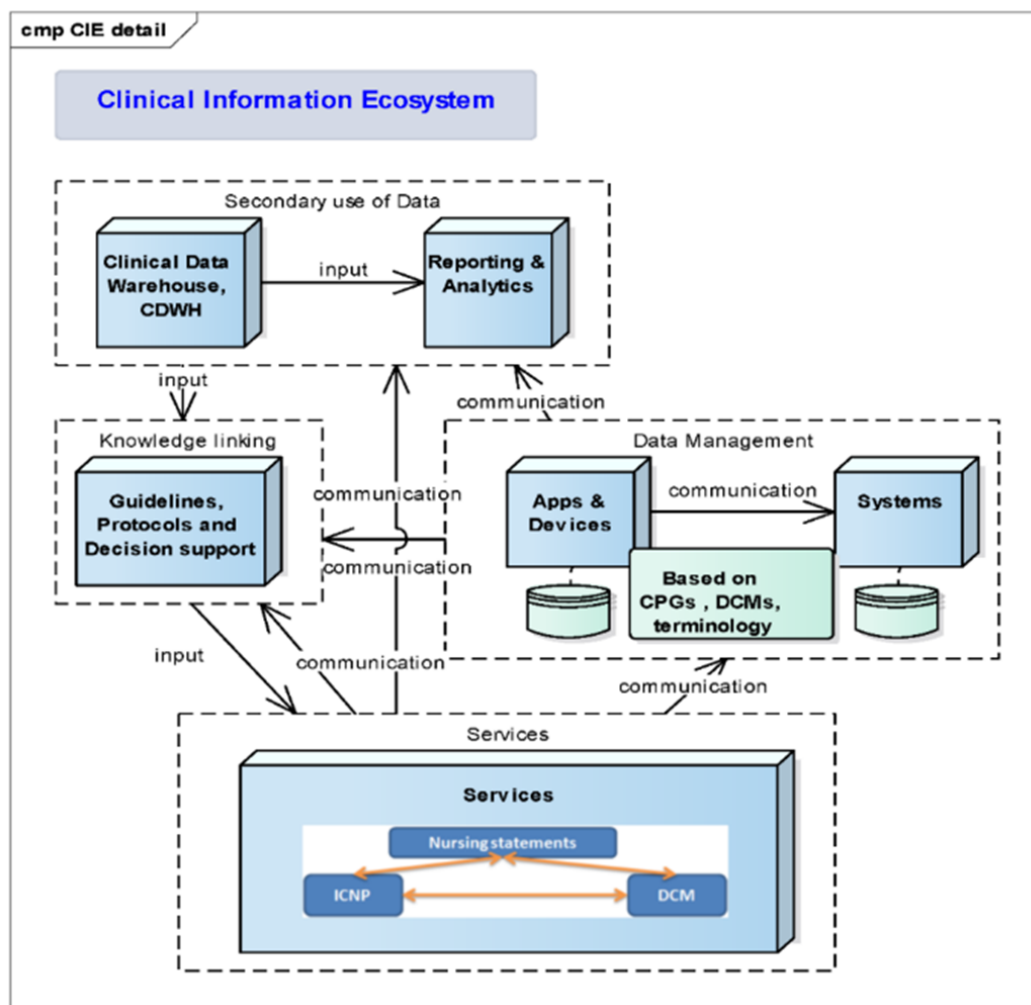 cmp CIE detail
Clinical Information Ecosystem
Secondary use of Data
Clinical Data
Warehouse,
CDWH
input
Reporting &
Analytics
input
communication
Knowledge linking
Guidelines,
Protocols and
Decision support
communication
communication
Data Management
Apps &
Devices
communication
Systems
Based on
CPGs , DCMs,
terminology
input
communication
communication
Services
Services
Nursing statements
ICNP
DCM